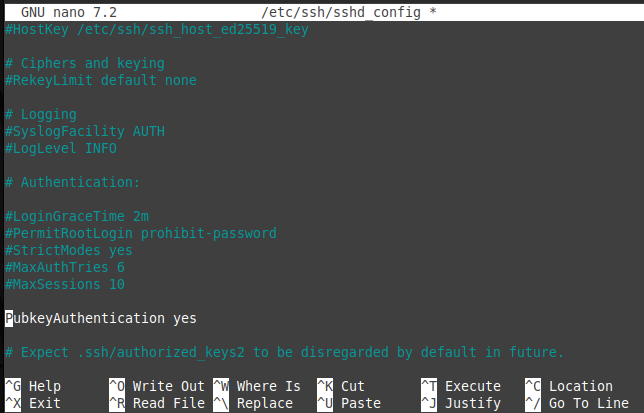 GNU nano 7.2 /etc/ssh/sshd_config *
#HostKey /etc/ssh/ssh_host_ed25519_key
# Ciphers and keying
#RekeyLimit default none
# Logging
#SyslogFacility AUTH
#LogLevel INFO
# Authentication:
#LoginGraceTime 2m
#PermitRootLogin prohibit-password
#StrictModes yes
#MaxAuthTries 6
#MaxSessions 10
PubkeyAuthentication yes
# Expect .ssh/authorized_keys2 to be disregarded by default in future.
^G Help ^O Write Out ^W Where Is ^K Cut ^T Execute ^C Location
^X Exit ^R Read File ^\ Replace ^U Paste ^J Justify ^/ Go To Line